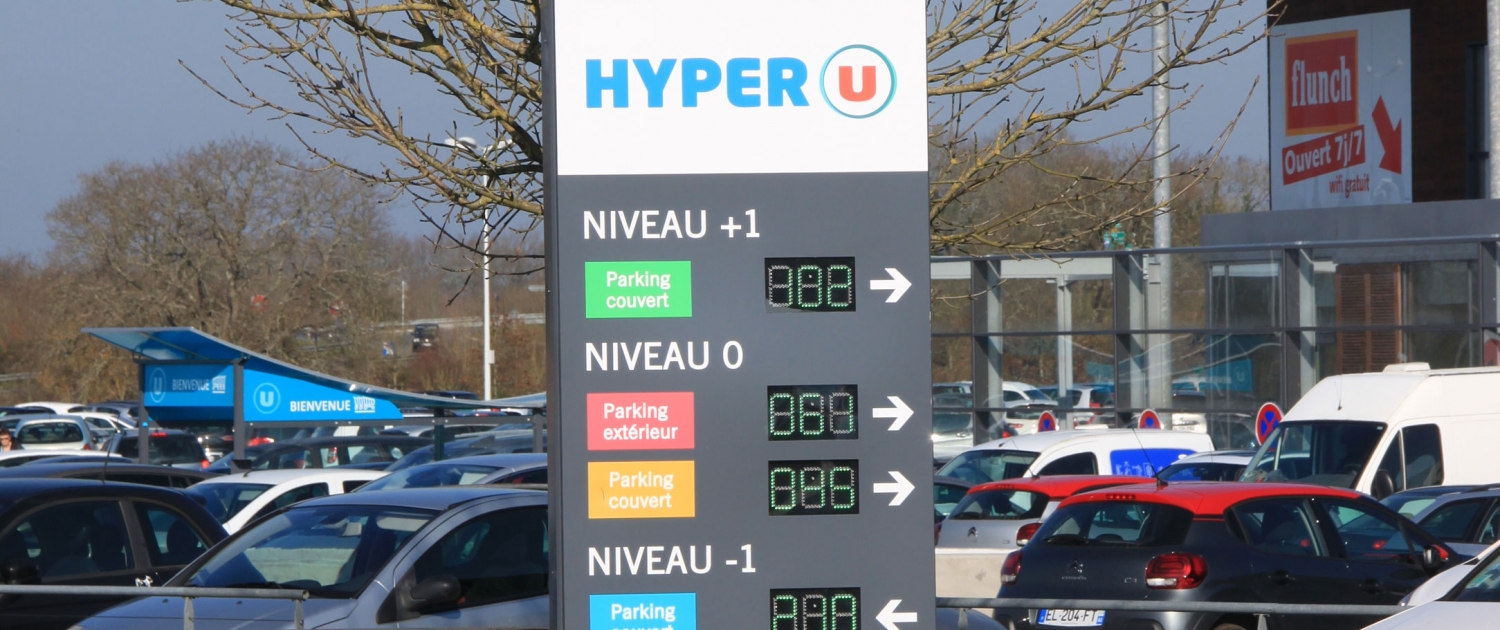 HYPER U
NIVEAU +1
Parking
couvert
NIVEAU 0
Parking
extérieur
061
Parking
couvert
NIVEAU -1
Parking
flunch
Ouvert 7j/7
wifi gratuit
U BIENVENUE
U BIENVENUE
EL-204-FT